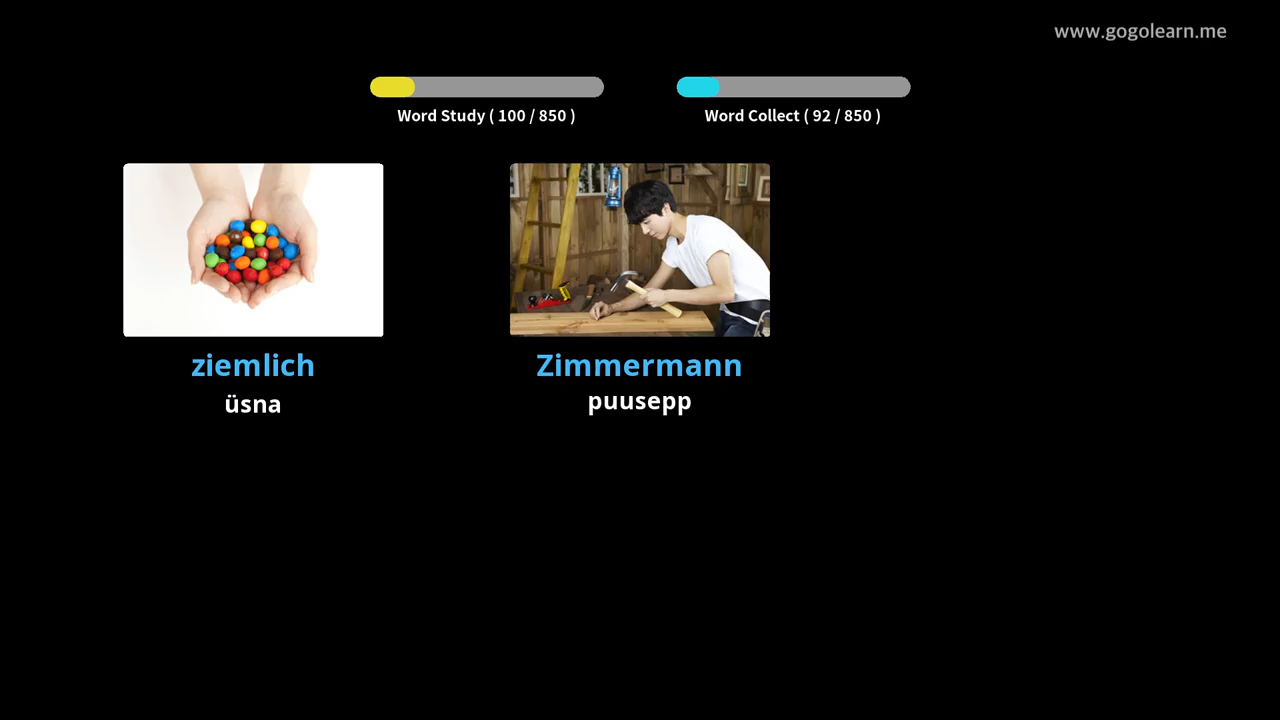 www.gogolearn.me
Word Study ( 100 / 850 )
Word Collect ( 92 / 850 )
ziemlich
üsna
Zimmermann
puusepp